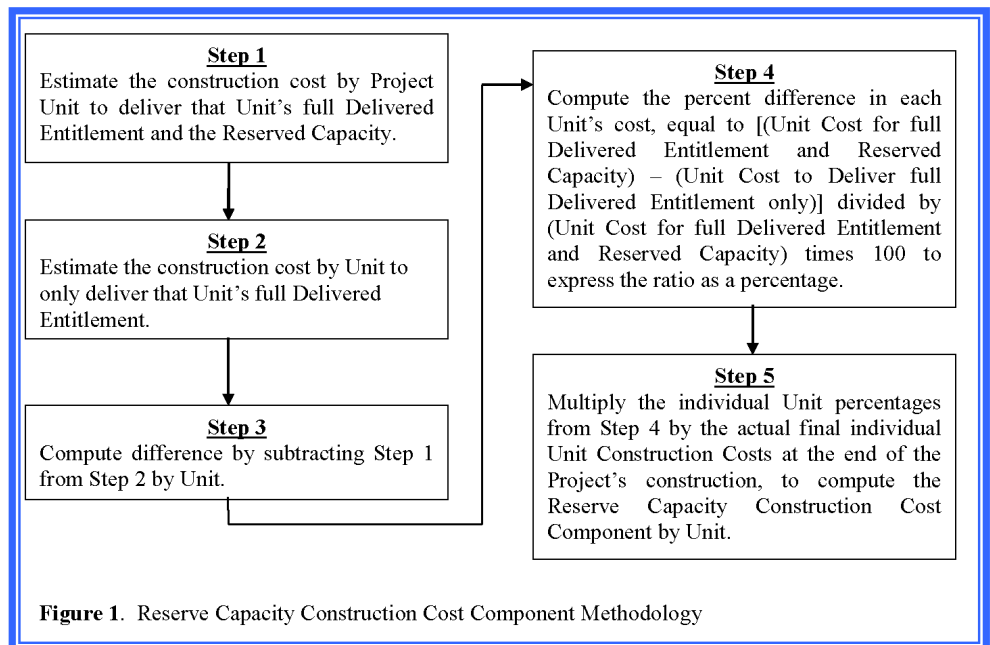 Step 1
Estimate the construction cost by Project
Unit to deliver that Unit's full Delivered
Entitlement and the Reserved Capacity.
Step 2
Estimate the construction cost by Unit to
only deliver that Unit's full Delivered
Entitlement.
Step 3
Compute difference by subtracting Step 1
from Step 2 by Unit.
Step 4
Compute the percent difference in each
Unit's cost, equal to [(Unit Cost for full
Delivered Entitlement and Reserved
Capacity) – (Unit Cost to Deliver full
Delivered Entitlement only)] divided by
(Unit Cost for full Delivered Entitlement
and Reserved Capacity) times 100 to
express the ratio as a percentage.
Step 5
Multiply the individual Unit percentages
from Step 4 by the actual final individual
Unit Construction Costs at the end of the
Project's construction, to compute the
Reserve Capacity Construction Cost
Component by Unit.
Figure 1. Reserve Capacity Construction Cost Component Methodology